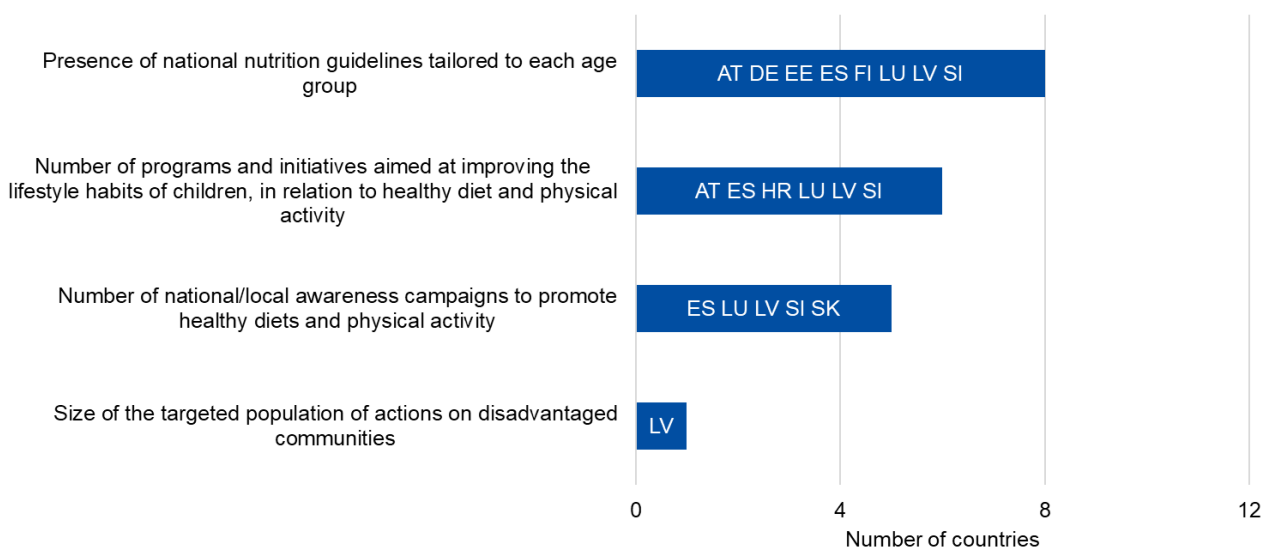 Presence of national nutrition guidelines tailored to each age
group
AT DE EE ES FI LU LV SI
Number of programs and initiatives aimed at improving the
lifestyle habits of children, in relation to healthy diet and physical
activity
AT ES HR LU LV SI
Number of national/local awareness campaigns to promote
healthy diets and physical activity
ES LU LV SI SK
Size of the targeted population of actions on disadvantaged
communities
LV
0 4 8 12
Number of countries